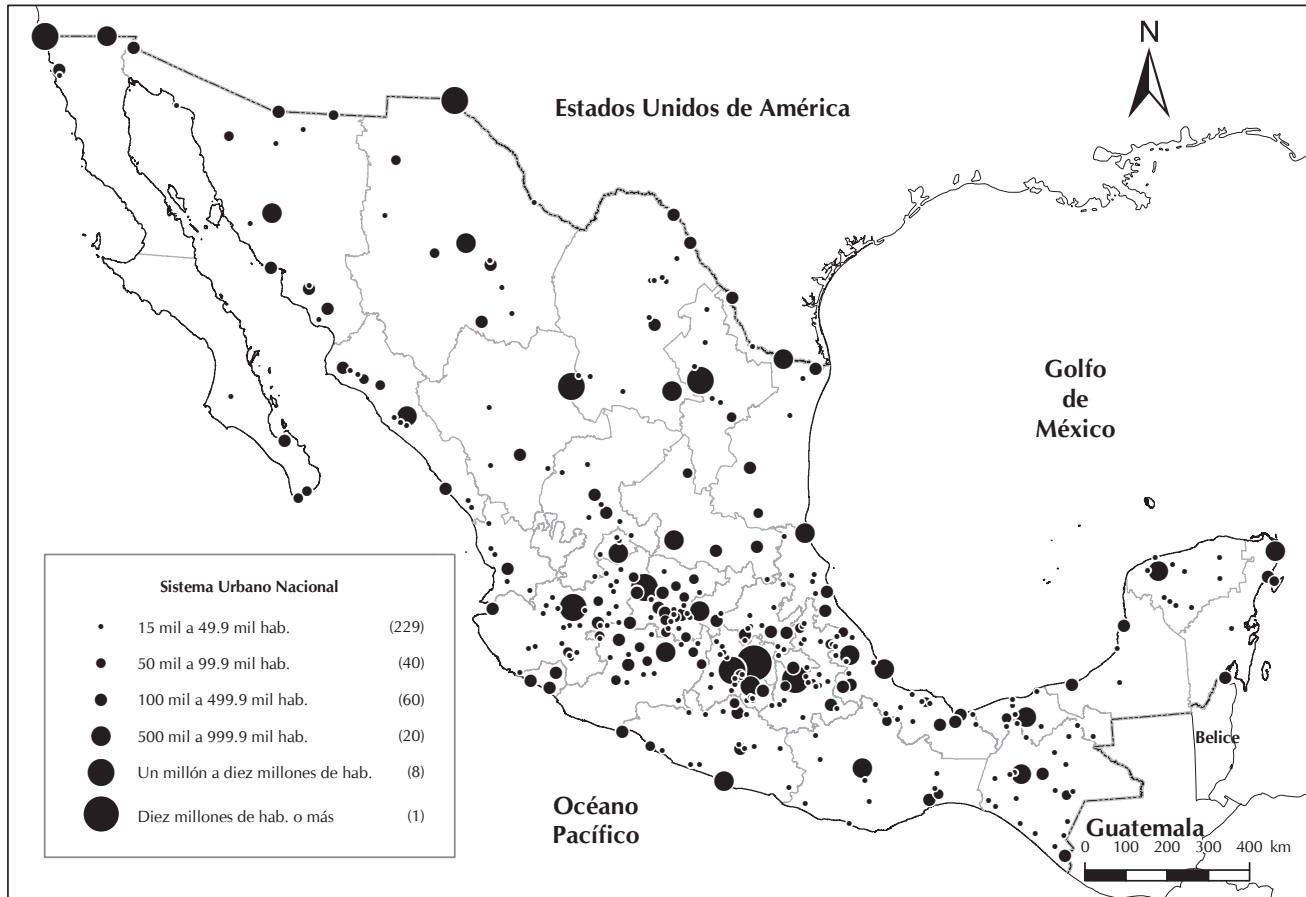 N
Estados Unidos de América
Golfo
de
México
Sistema Urbano Nacional
15 mil a 49.9 mil hab. (229)
50 mil a 99.9 mil hab. (40)
100 mil a 499.9 mil hab. (60)
500 mil a 999.9 mil hab. (20)
Un millón a diez millones de hab. (8)
Diez millones de hab. o más (1)
Belice
Océano
Pacífico
Guatemala
0 100 200 300 400 km